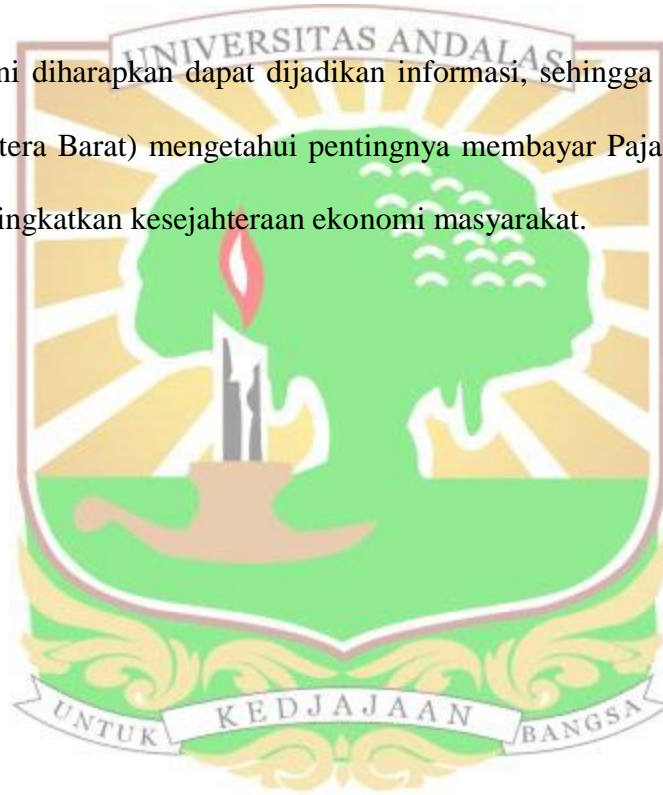 UNIVERSITAS ANDALAS
ni diharapkan dapat dijadikan informasi, sehingga
tera Barat) mengetahui pentingnya membayar Paja
ingkatkan kesejahteraan ekonomi masyarakat.
UNTUK KEDJAJAAN BANGSA